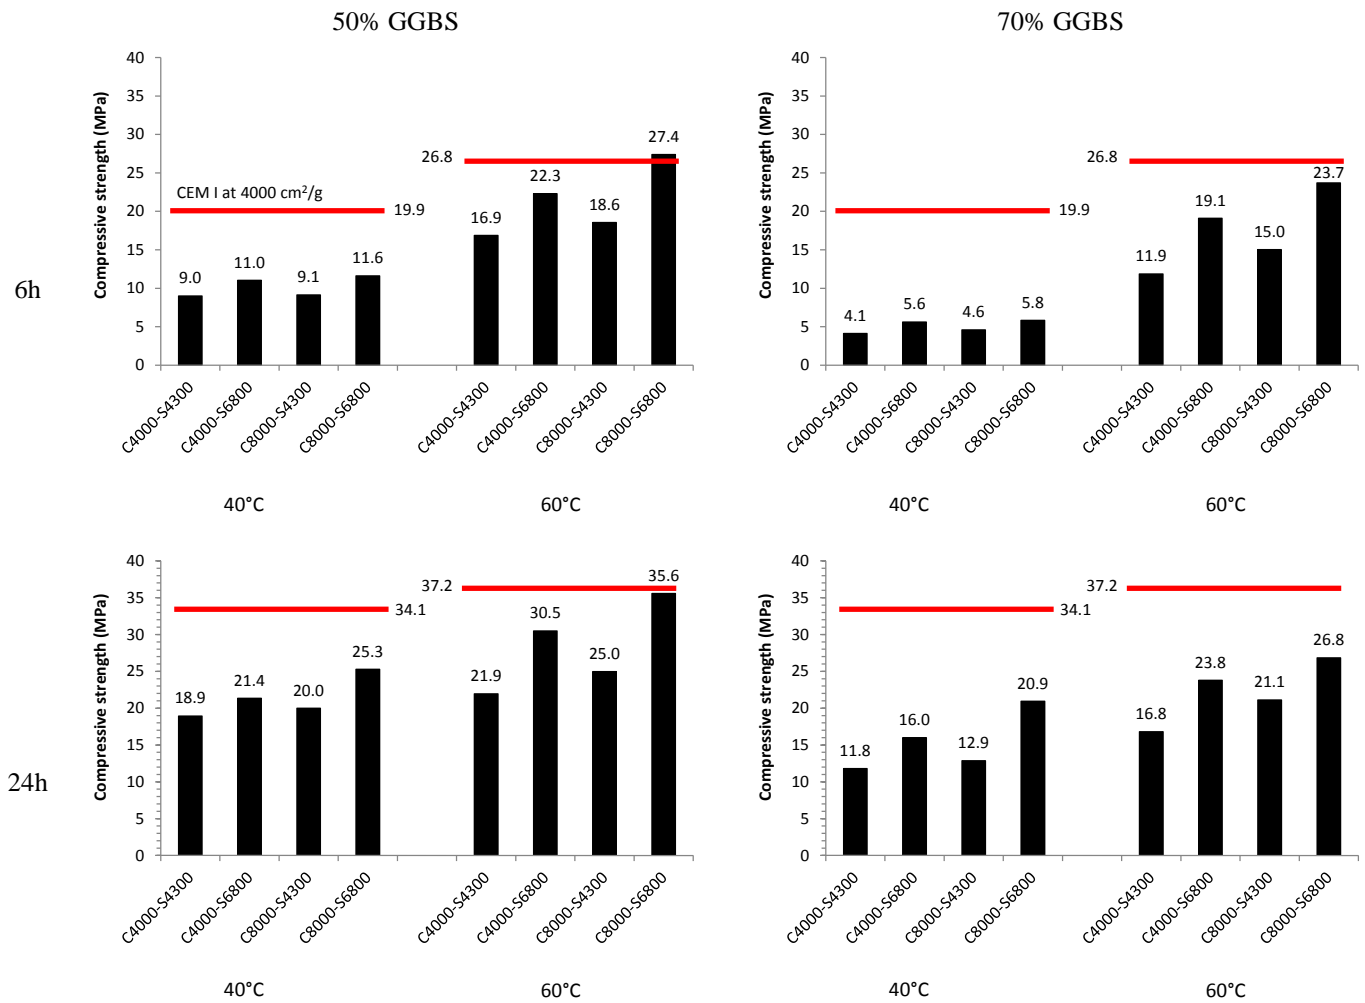 50% GGBS
70% GGBS
6h
Compressive strength (MPa)
40
35
30
25
20
15
10
5
0
CEM I at 4000 cm²/g
19.9
26.8
9.0
11.0
9.1
11.6
16.9
22.3
18.6
27.4
C4000-S4300
C4000-S6800
C8000-S4300
C8000-S6800
C4000-S4300
C4000-S6800
C8000-S4300
C8000-S6800
40°C
60°C
Compressive strength (MPa)
40
35
30
25
20
15
10
5
0
19.9
26.8
4.1
5.6
4.6
5.8
11.9
19.1
15.0
23.7
C4000-S4300
C4000-S6800
C8000-S4300
C8000-S6800
C4000-S4300
C4000-S6800
C8000-S4300
C8000-S6800
40°C
60°C
24h
Compressive strength (MPa)
40
35
30
25
20
15
10
5
0
34.1
37.2
18.9
21.4
20.0
25.3
21.9
30.5
25.0
35.6
C4000-S4300
C4000-S6800
C8000-S4300
C8000-S6800
C4000-S4300
C4000-S6800
C8000-S4300
C8000-S6800
40°C
60°C
Compressive strength (MPa)
40
35
30
25
20
15
10
5
0
34.1
37.2
11.8
16.0
12.9
20.9
16.8
23.8
21.1
26.8
C4000-S4300
C4000-S6800
C8000-S4300
C8000-S6800
C4000-S4300
C4000-S6800
C8000-S4300
C8000-S6800
40°C
60°C